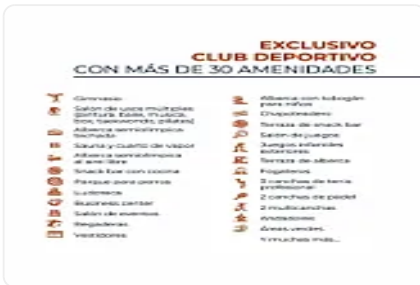 EXCLUSIVO
CLUB DEPORTIVO
CON MÁS DE 30 AMENIDADES
Gimnasio
Salón de usos múltiples
(pintura, baile, música,
box, taekwondo, pilates)
Alberca semiolímpica
techada
Sauna y cuarto de vapor
Alberca semiolímpica
al aire libre
Snack bar con cocina
Parque para perros
Ludoteca
Business center
Salón de eventos
Regaderas
Vestidores
Alberca con tobogán
para niños
Chapoteadero
Terraza de snack bar
Salón de juegos
Juegos infantiles
exteriores
Terraza de alberca
Fogateros
3 canchas de tenis
profesional
2 canchas de pádel
2 multicanchas
Andadores
Áreas verdes
Y muchas más...